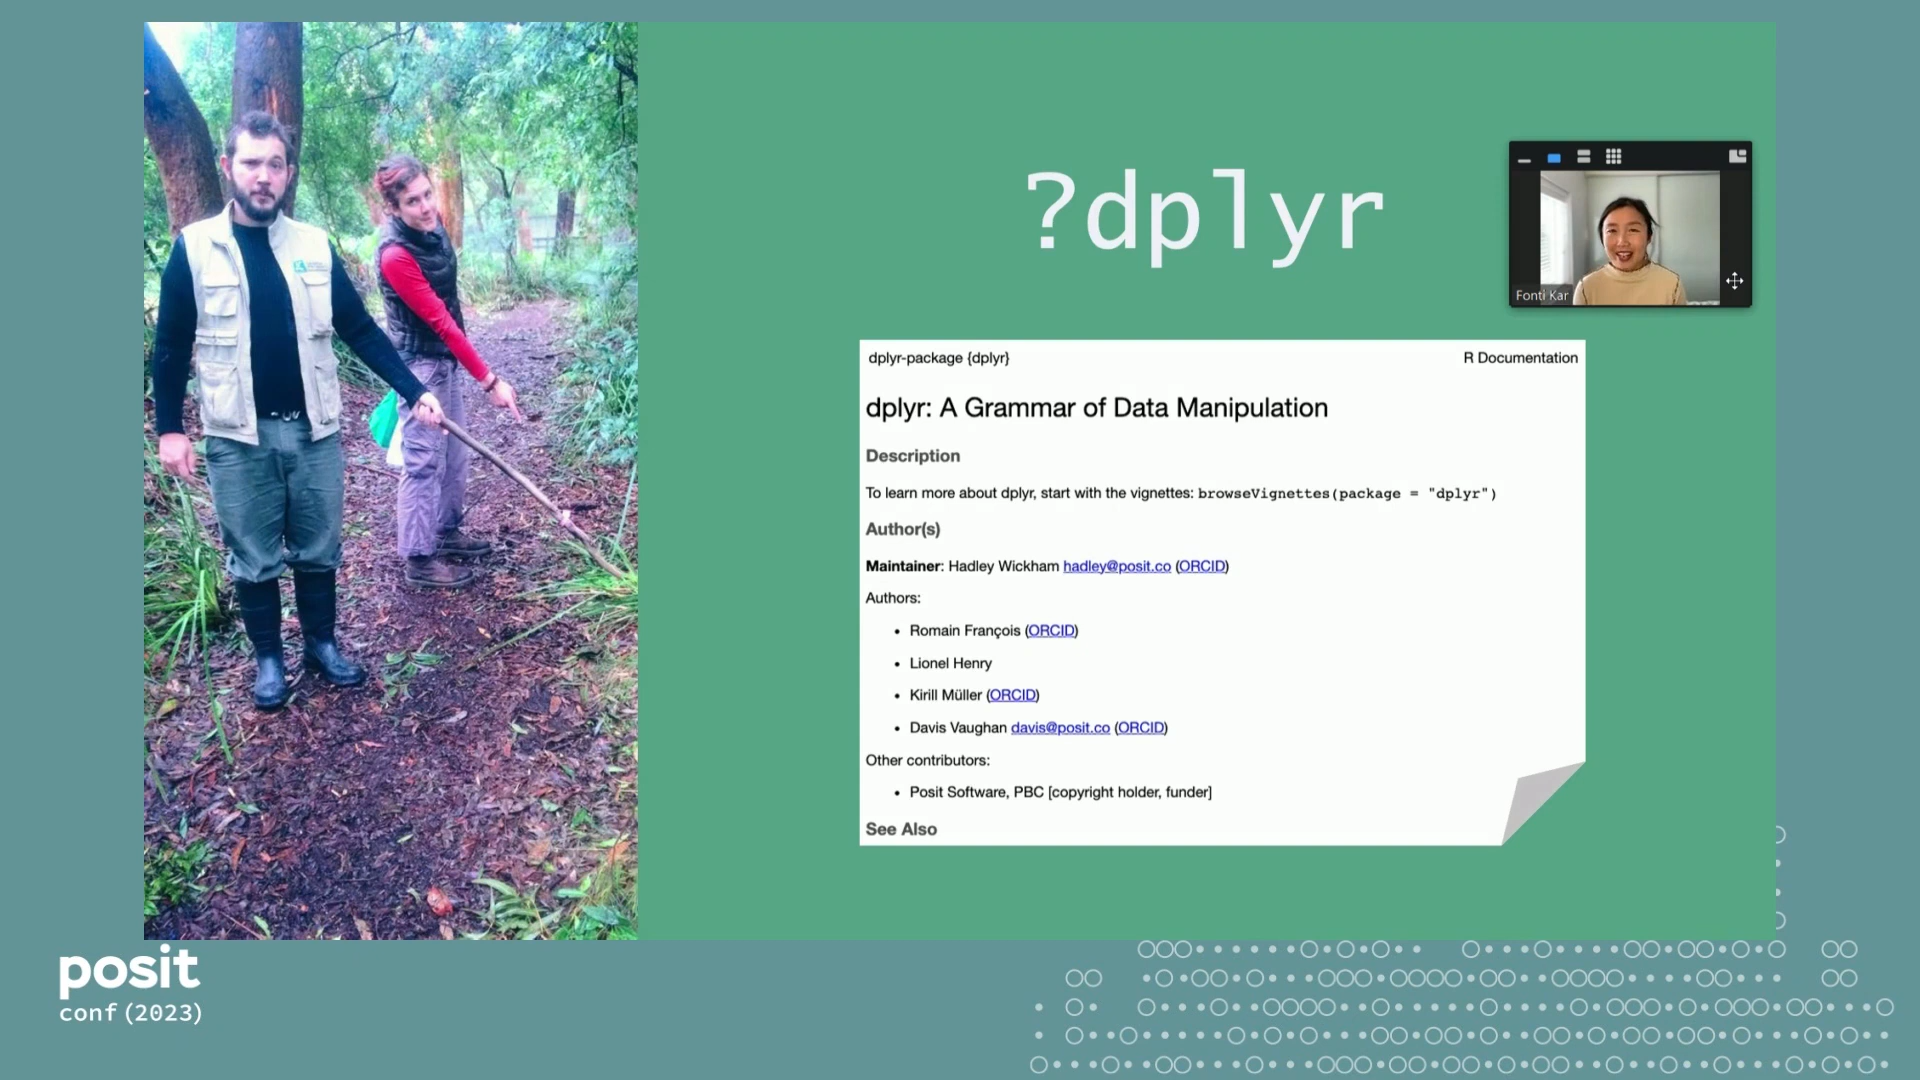 ?dplyr
Fonti Kar
dplyr-package {dplyr}
R Documentation
dplyr: A Grammar of Data Manipulation
Description
To learn more about dplyr, start with the vignettes: browseVignettes(package = "dplyr")
Author(s)
Maintainer: Hadley Wickham hadley@posit.co (ORCID)
Authors:
• Romain François (ORCID)
• Lionel Henry
• Kirill Müller (ORCID)
• Davis Vaughan davis@posit.co (ORCID)
Other contributors:
• Posit Software, PBC [copyright holder, funder]
See Also
posit
conf(2023)